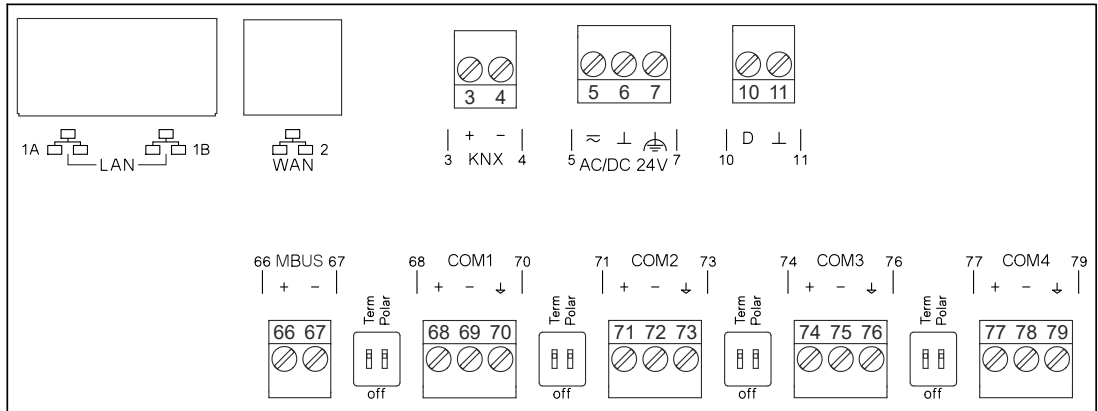 3 4
5 6 7
10 11
1A LAN 1B
WAN 2
+ −
3 KNX 4
5 AC/DC 24V 7
D ⊥
10 11
66 MBUS 67
+ −
68 COM1 70
+ −
71 COM2 73
+ −
74 COM3 76
+ −
77 COM4 79
+ −
66 67
Term
Polar
off
68 69 70
Term
Polar
off
71 72 73
Term
Polar
off
74 75 76
Term
Polar
off
77 78 79